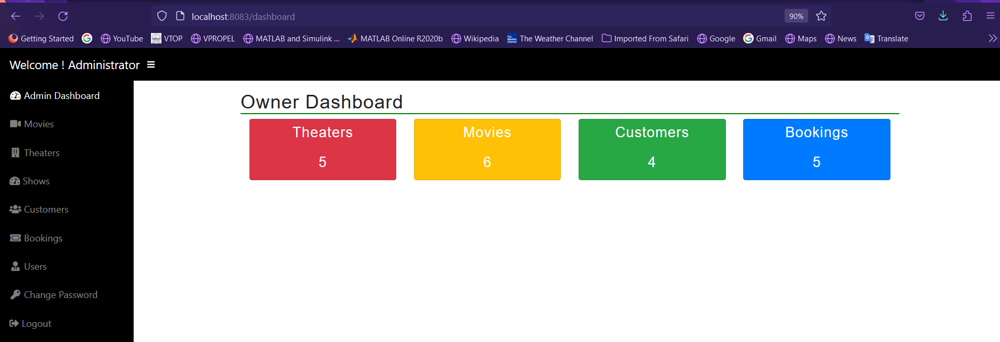 localhost:8083/dashboard 90%
Getting Started YouTube VTOP VPROPEL MATLAB and Simulink ... MATLAB Online R2020b Wikipedia The Weather Channel Imported From Safari Google Gmail Maps News Translate
Welcome ! Administrator
Admin Dashboard
Movies
Theaters
Shows
Customers
Bookings
Users
Change Password
Logout
Owner Dashboard
Theaters
5
Movies
6
Customers
4
Bookings
5